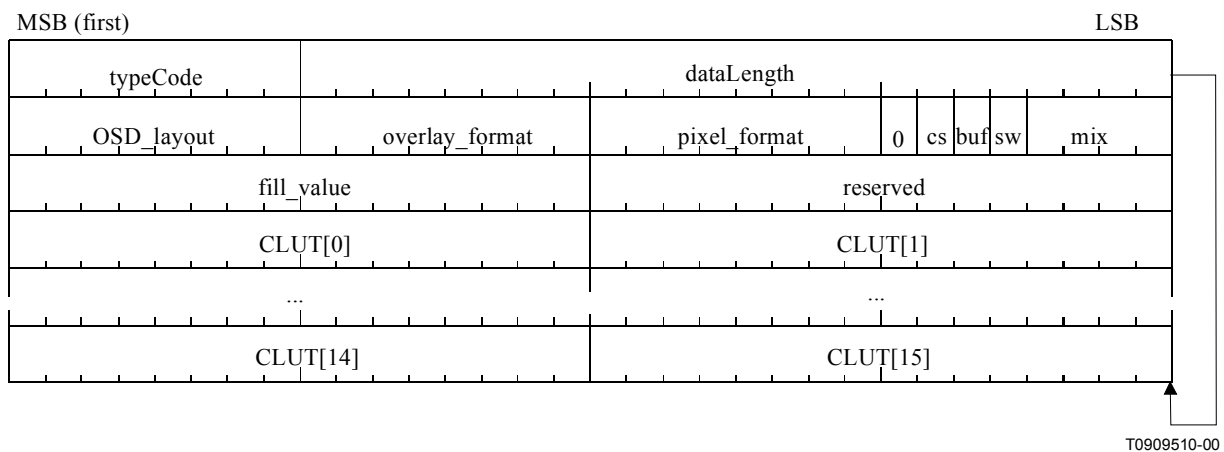 MSB (first) LSB
typeCode dataLength
OSD_layout overlay_format pixel_format 0 cs buf sw mix
fill_value reserved
CLUT[0] CLUT[1]
... ...
CLUT[14] CLUT[15]
T0909510-00